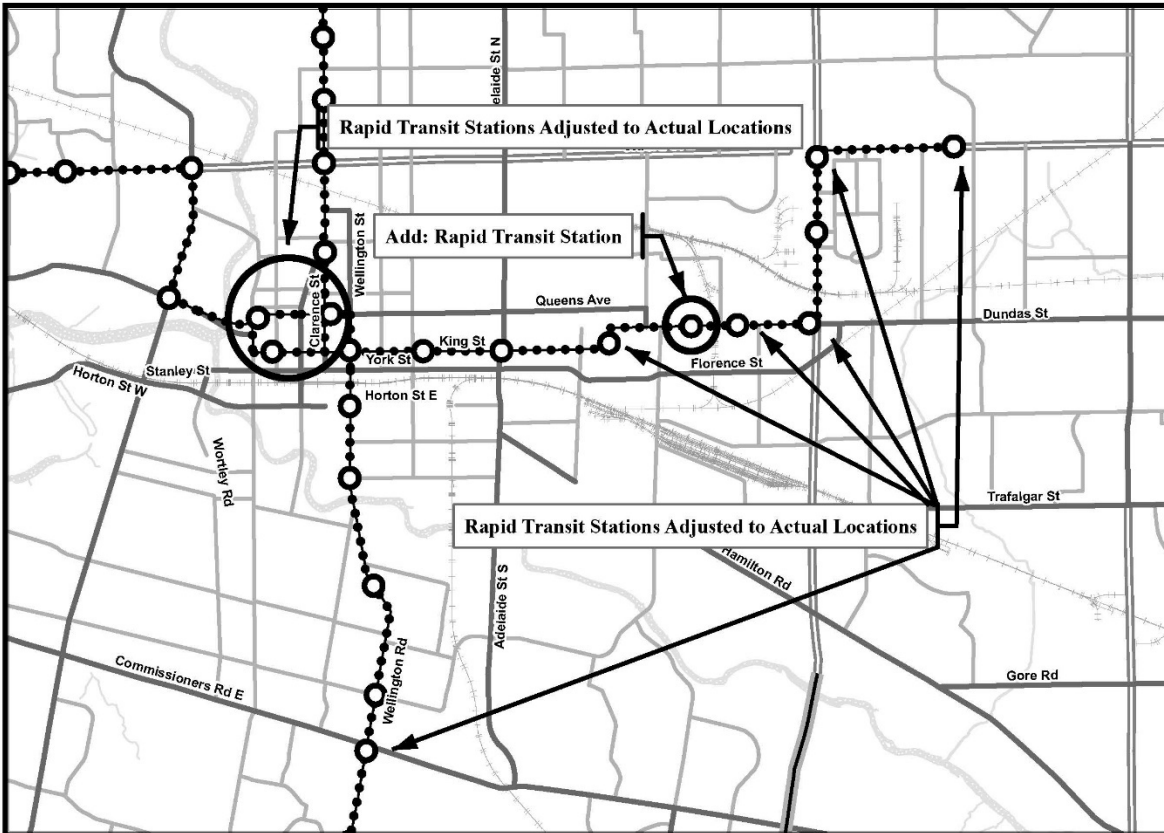 elaide St N
Rapid Transit Stations Adjusted to Actual Locations
Wellington St
Add: Rapid Transit Station
Clarence St
Queens Ave
Dundas St
King St
York St
Florence St
Stanley St
Horton St W
Horton St E
Wortley Rd
Trafalgar St
Rapid Transit Stations Adjusted to Actual Locations
Hamilton Rd
Adelaide St S
Commissioners Rd E
Wellington Rd
Gore Rd